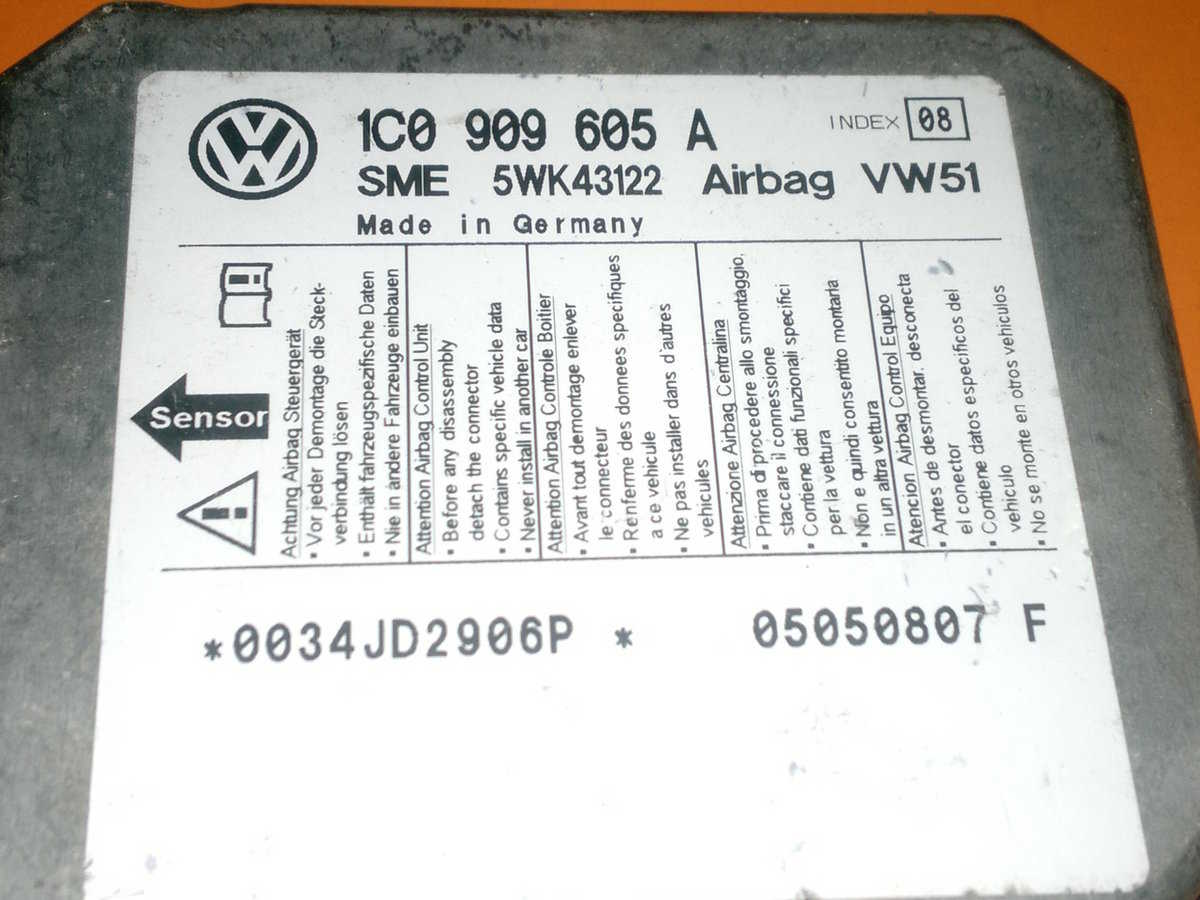 1C0 909 605 A
INDEX 08
SME 5WK43122 Airbag VW51
Made in Germany
Sensor
Achtung Airbag Steuergerät
• Vor jeder Demontage die Steck-
verbindung lösen
• Enthält fahrzeugspezifische Daten
• Nie in andere Fahrzeuge einbauen
Attention Airbag Control Unit
• Before any disassembly
detach the connector
• Contains specific vehicle data
• Never install in another car
Attention Airbag Controle Boitier
• Avant tout demontage enlever
le connecteur
• Renferme des donnees specifiques
a ce vehicule
• Ne pas installer dans d'autres
vehicules
Attenzione Airbag Centralina
• Prima di procedere allo smontaggio,
staccare il connessione
• Contiene dati funzionali specifici
per la vettura
• Non e quindi consentito montarla
in un altra vettura
Atencion Airbag Control Equipo
• Antes de desmontar, desconecta
el conector
• Contiene datos especificos del
vehiculo
• No se monte en otros vehiculos
*0034JD2906P *
05050807 F